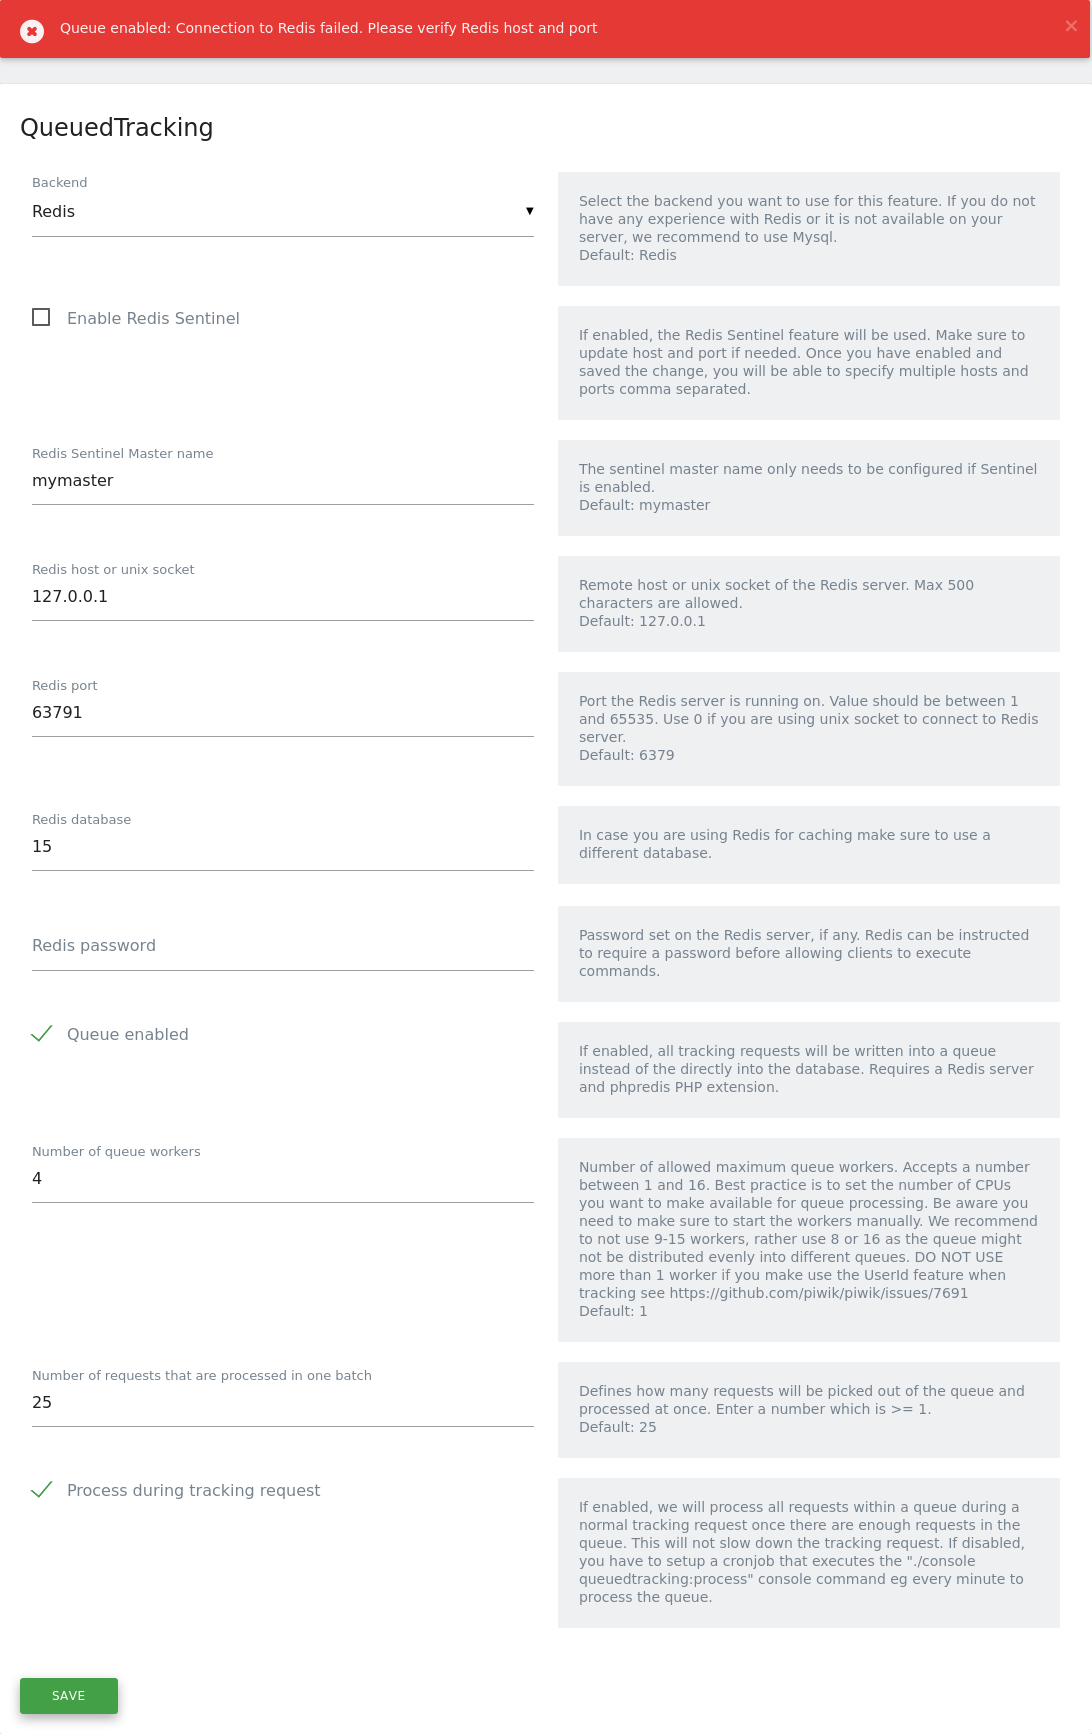 Queue enabled: Connection to Redis failed. Please verify Redis host and port
×
QueuedTracking
Backend
Redis
Select the backend you want to use for this feature. If you do not
have any experience with Redis or it is not available on your
server, we recommend to use Mysql.
Default: Redis
Enable Redis Sentinel
If enabled, the Redis Sentinel feature will be used. Make sure to
update host and port if needed. Once you have enabled and
saved the change, you will be able to specify multiple hosts and
ports comma separated.
Redis Sentinel Master name
mymaster
The sentinel master name only needs to be configured if Sentinel
is enabled.
Default: mymaster
Redis host or unix socket
127.0.0.1
Remote host or unix socket of the Redis server. Max 500
characters are allowed.
Default: 127.0.0.1
Redis port
63791
Port the Redis server is running on. Value should be between 1
and 65535. Use 0 if you are using unix socket to connect to Redis
server.
Default: 6379
Redis database
15
In case you are using Redis for caching make sure to use a
different database.
Redis password
Password set on the Redis server, if any. Redis can be instructed
to require a password before allowing clients to execute
commands.
Queue enabled
If enabled, all tracking requests will be written into a queue
instead of the directly into the database. Requires a Redis server
and phpredis PHP extension.
Number of queue workers
4
Number of allowed maximum queue workers. Accepts a number
between 1 and 16. Best practice is to set the number of CPUs
you want to make available for queue processing. Be aware you
need to make sure to start the workers manually. We recommend
to not use 9-15 workers, rather use 8 or 16 as the queue might
not be distributed evenly into different queues. DO NOT USE
more than 1 worker if you make use the UserId feature when
tracking see https://github.com/piwik/piwik/issues/7691
Default: 1
Number of requests that are processed in one batch
25
Defines how many requests will be picked out of the queue and
processed at once. Enter a number which is >= 1.
Default: 25
Process during tracking request
If enabled, we will process all requests within a queue during a
normal tracking request once there are enough requests in the
queue. This will not slow down the tracking request. If disabled,
you have to setup a cronjob that executes the "./console
queuedtracking:process" console command eg every minute to
process the queue.
SAVE